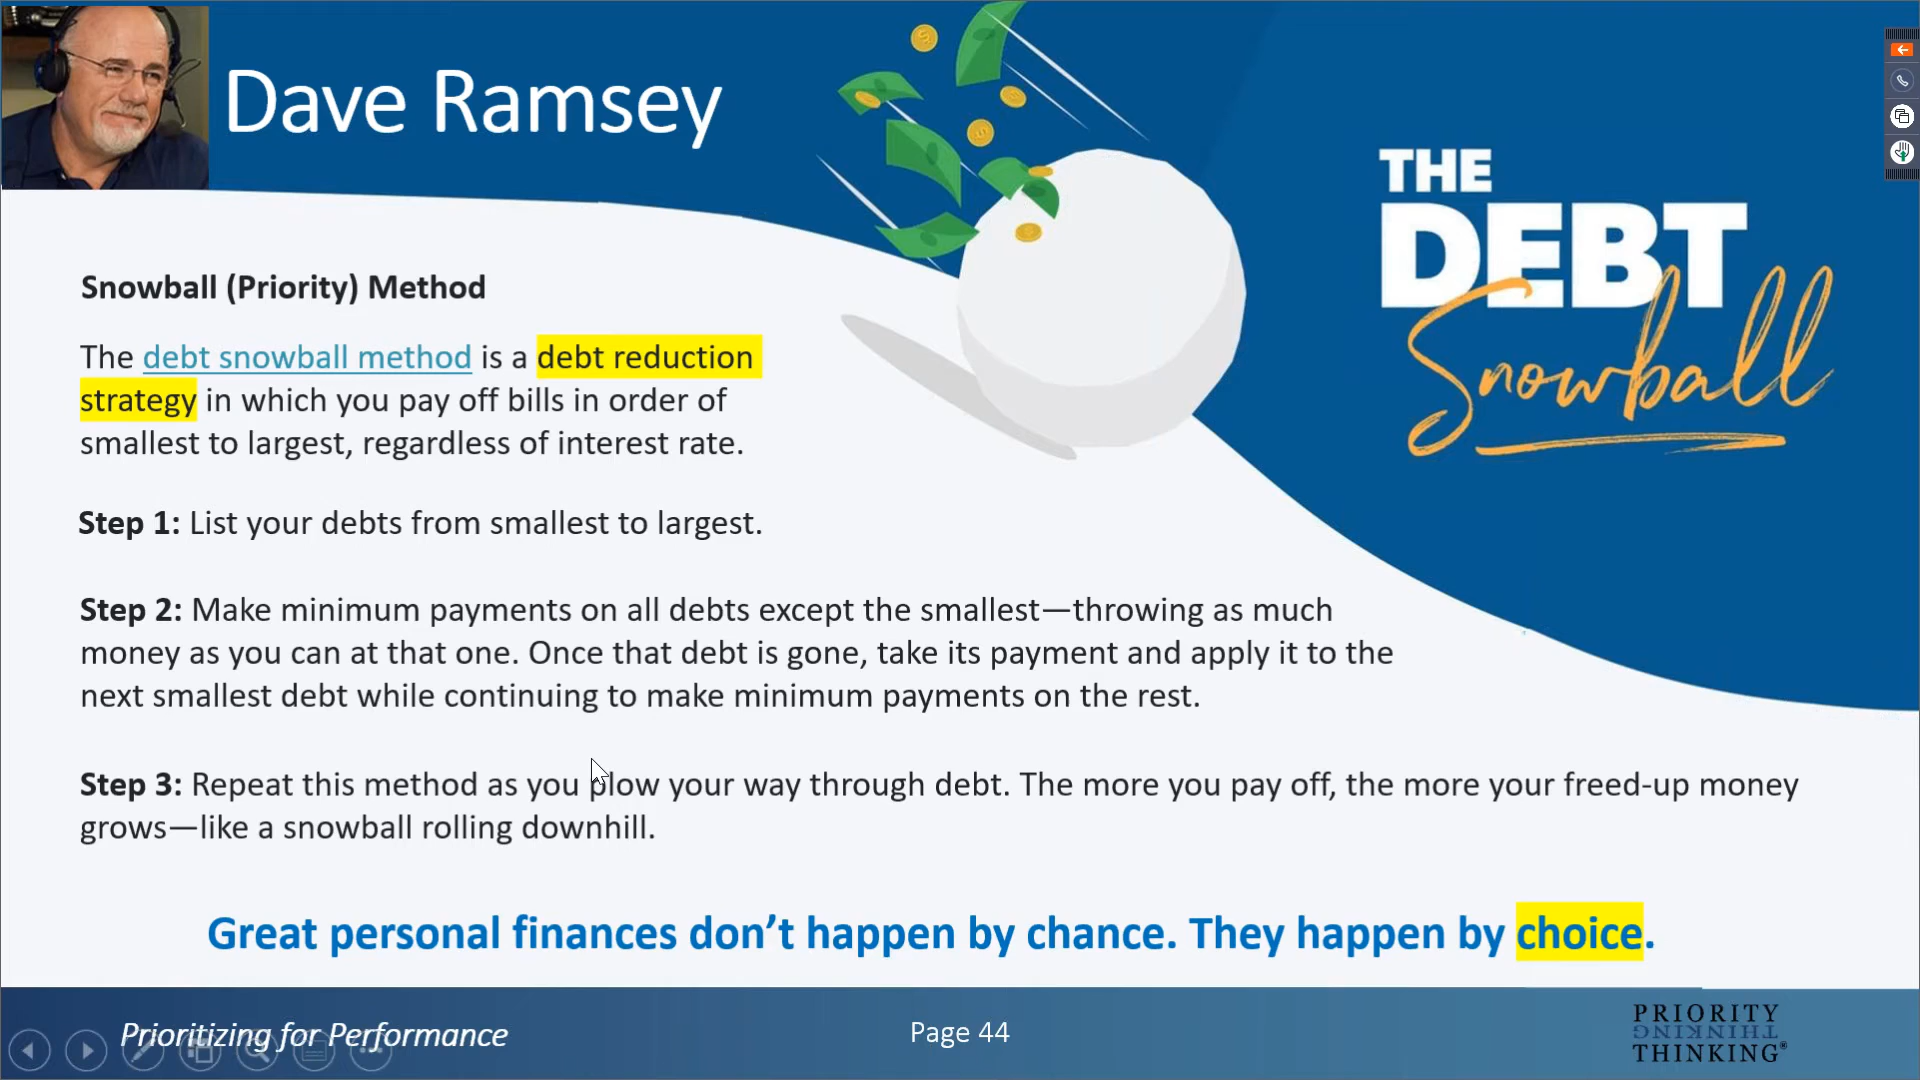 Dave Ramsey
THE
DEBT
Snowball
Snowball (Priority) Method
The debt snowball method is a debt reduction
strategy in which you pay off bills in order of
smallest to largest, regardless of interest rate.
Step 1: List your debts from smallest to largest.
Step 2: Make minimum payments on all debts except the smallest—throwing as much
money as you can at that one. Once that debt is gone, take its payment and apply it to the
next smallest debt while continuing to make minimum payments on the rest.
Step 3: Repeat this method as you plow your way through debt. The more you pay off, the more your freed-up money
grows—like a snowball rolling downhill.
Great personal finances don’t happen by chance. They happen by choice.
Prioritizing for Performance
Page 44
PRIORITY
THINKING
THINKING®